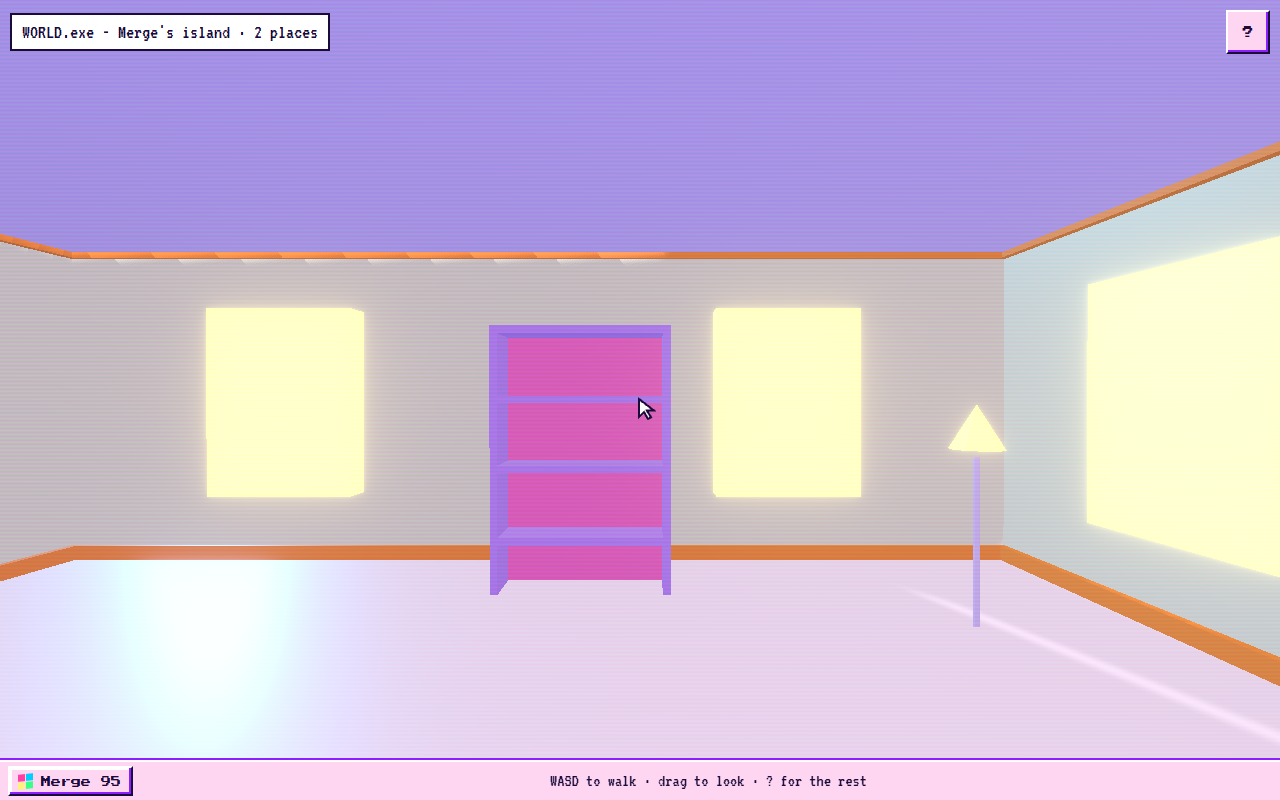 WORLD.exe - Merge's island · 2 places
?
Merge 95
WASD to walk · drag to look · ? for the rest